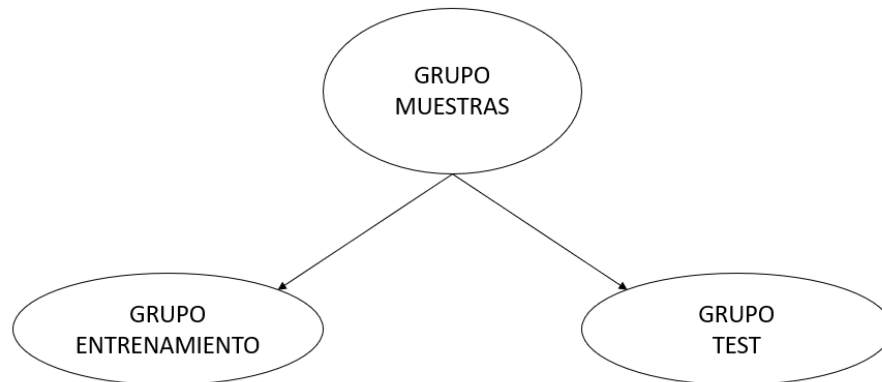 GRUPO
MUESTRAS
GRUPO
ENTRENAMIENTO
GRUPO
TEST